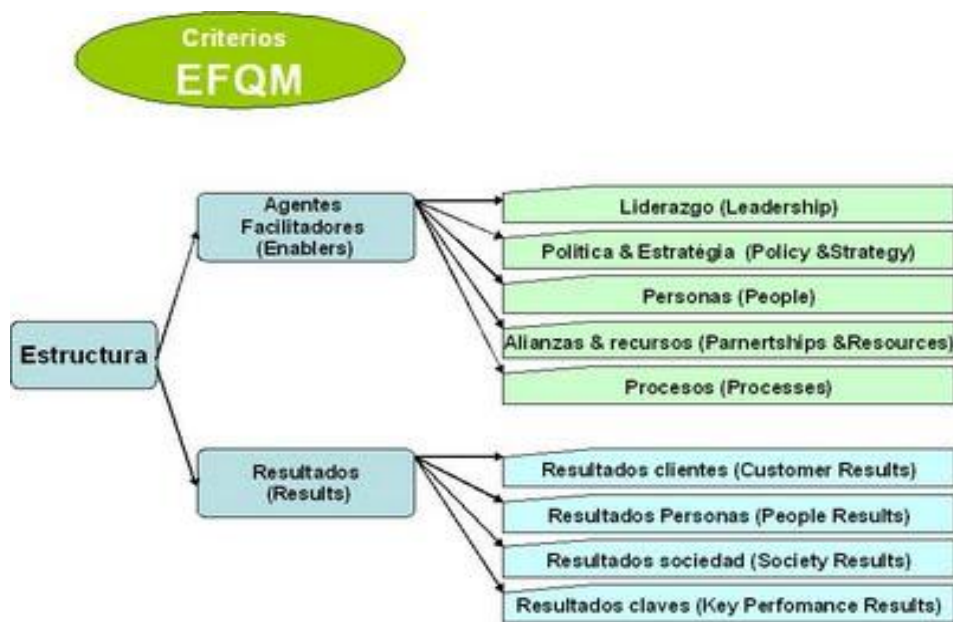 Criterios
EFQM
Estructura
Agentes
Facilitadores
(Enablers)
Liderazgo (Leadership)
Politica & Estratégia (Policy &Strategy)
Personas (People)
Alianzas & recursos (Parnertships &Resources)
Procesos (Processes)
Resultados
(Results)
Resultados clientes (Customer Results)
Resultados Personas (People Results)
Resultados sociedad (Society Results)
Resultados claves (Key Perfomance Results)